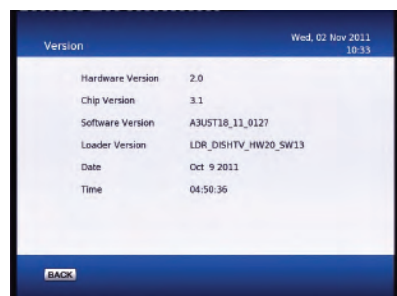 Wed, 02 Nov 2011
Version
10:33
Hardware Version 2.0
Chip Version 3.1
Software Version A3UST18_11_0127
Loader Version LDR_DISHTV_HW20_SW13
Date Oct 9 2011
Time 04:50:36
BACK